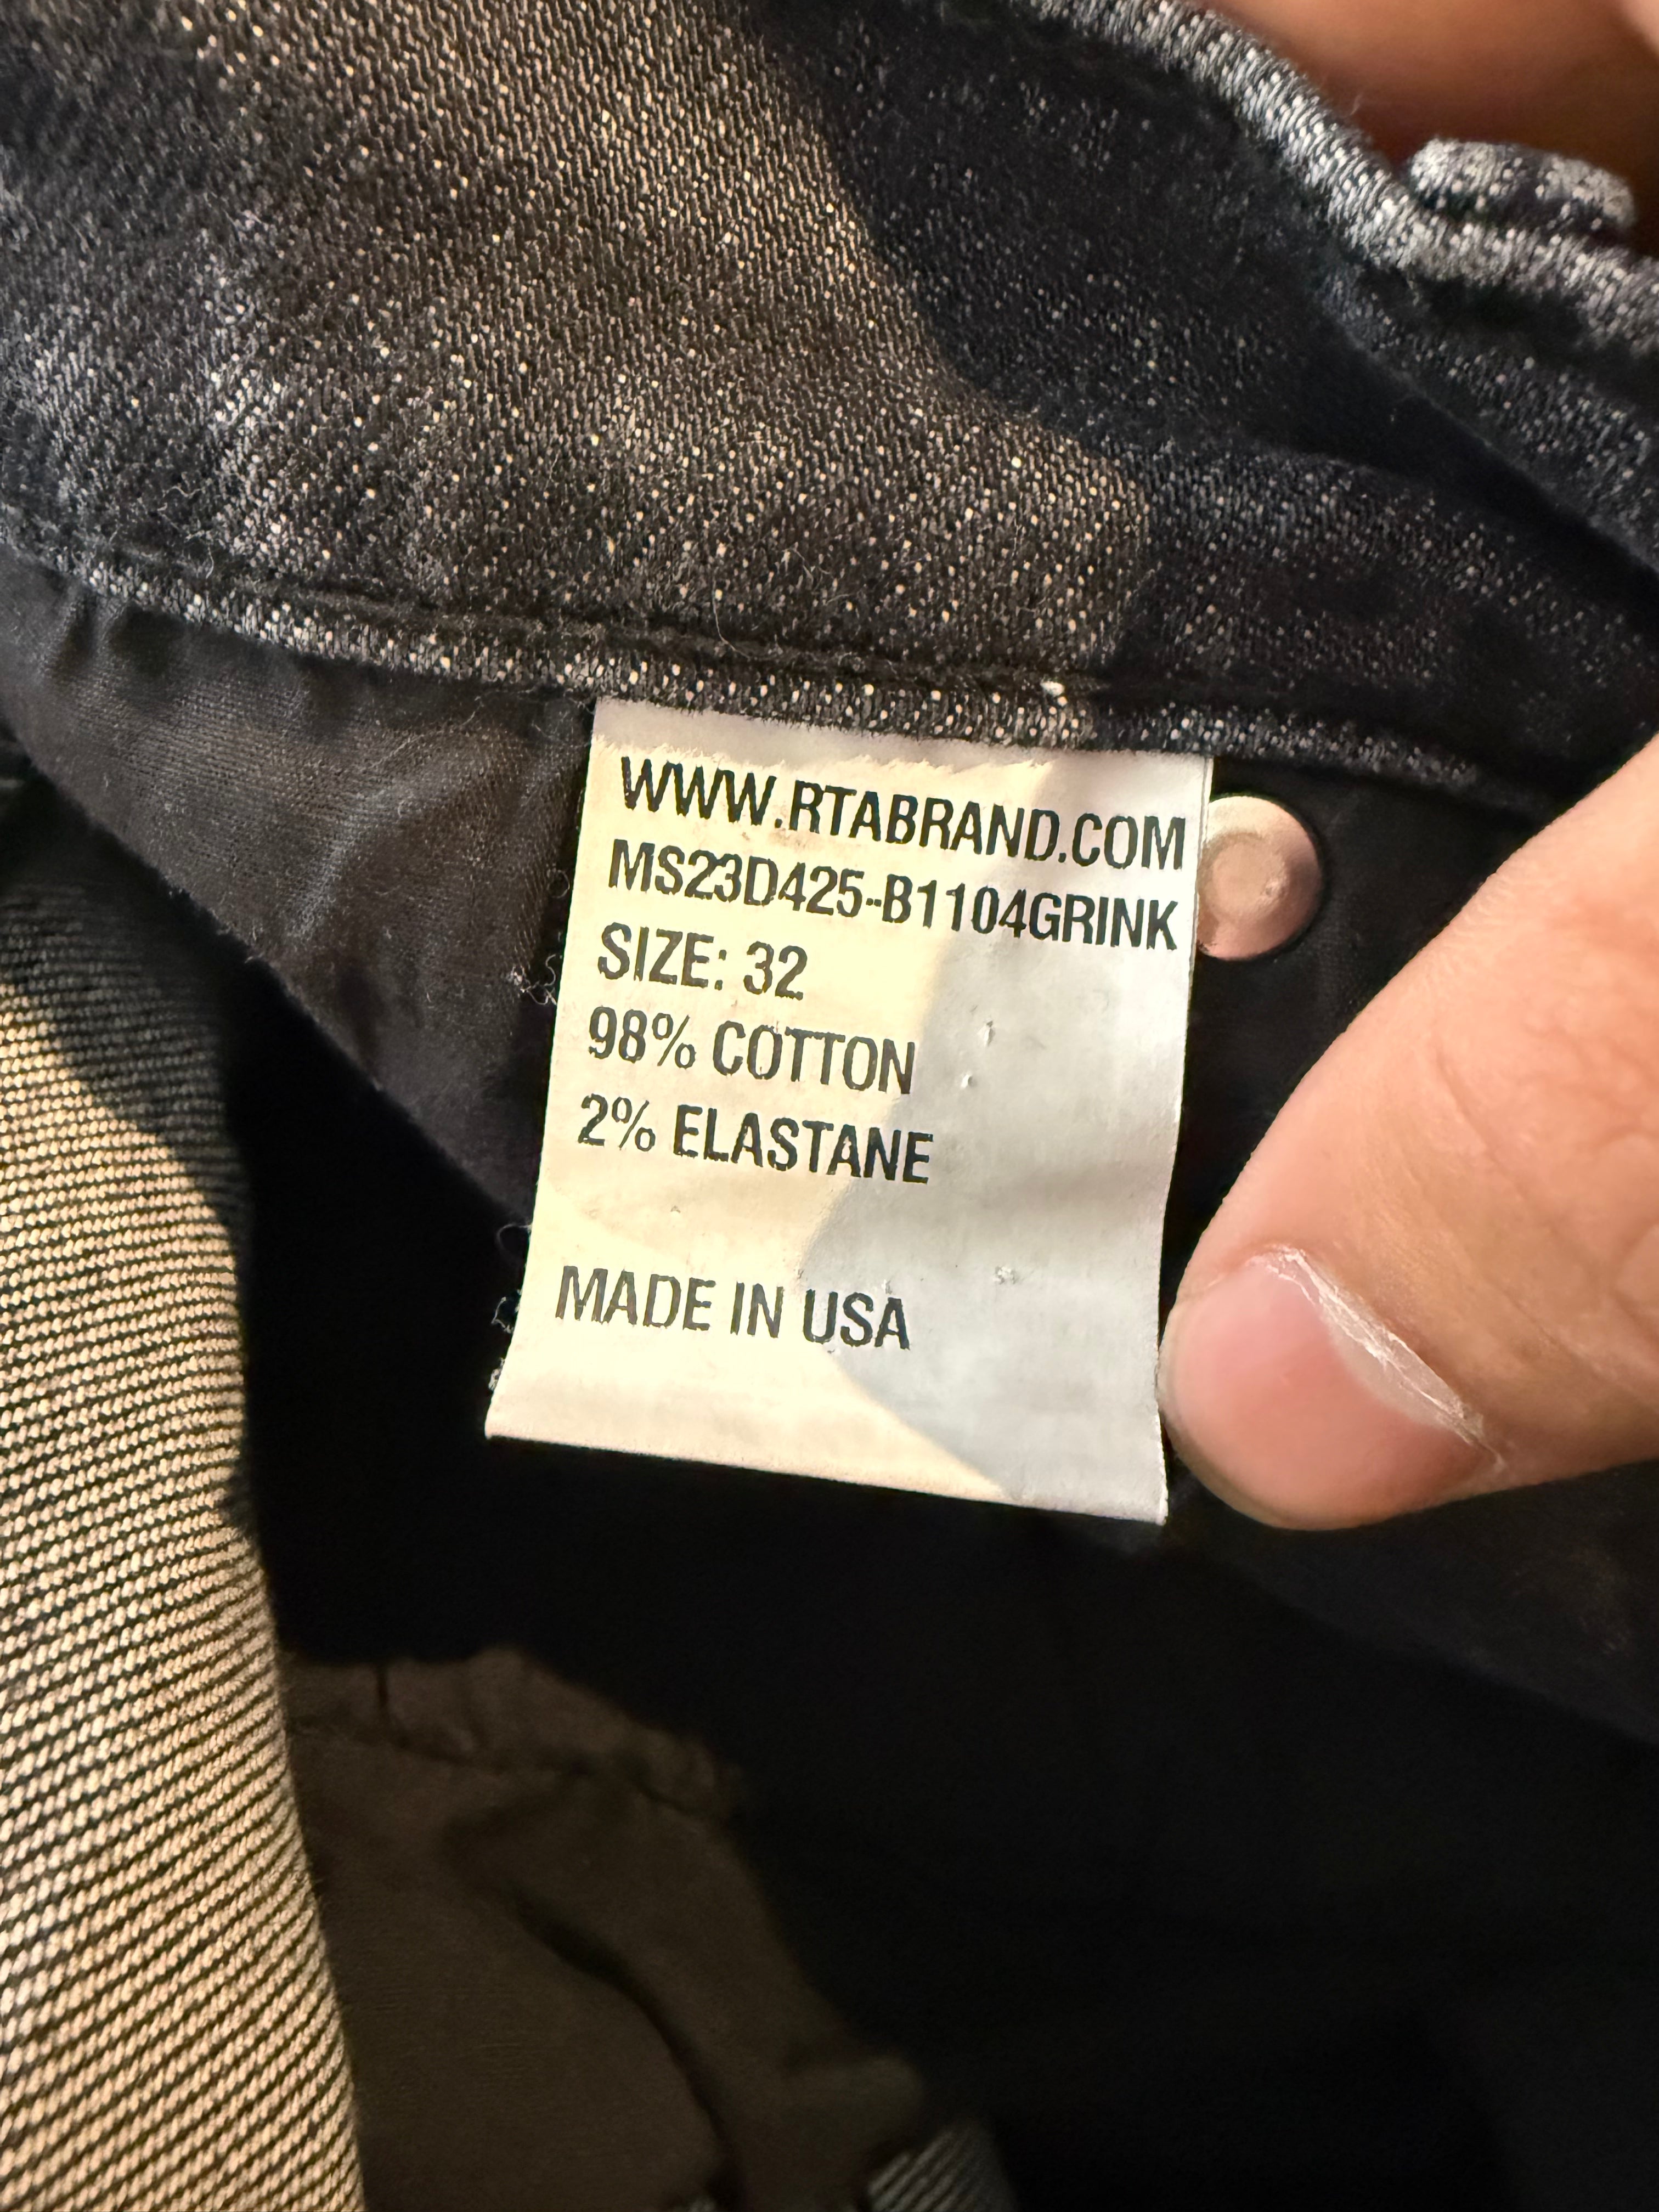 WWW.RTABRAND.COM
MS23D425-B1104GRINK
SIZE: 32
98% COTTON
2% ELASTANE
MADE IN USA